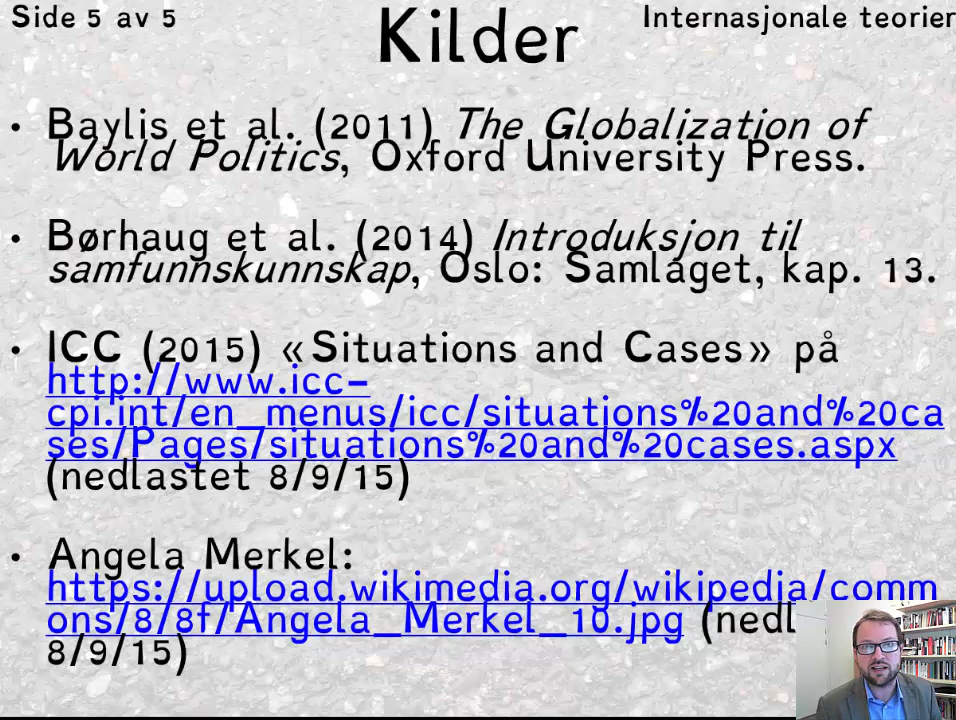 Side 5 av 5
Kilder
Internasjonale teorier
• Baylis et al. (2011) The Globalization of
World Politics, Oxford University Press.
• Børhaug et al. (2014) Introduksjon til
samfunnskunnskap, Oslo: Samlaget, kap. 13.
• ICC (2015) «Situations and Cases» på
http://www.icc-
cpi.int/en_menus/icc/situations%20and%20ca
ses/Pages/situations%20and%20cases.aspx
(nedlastet 8/9/15)
• Angela Merkel:
https://upload.wikimedia.org/wikipedia/comm
ons/8/8f/Angela_Merkel_10.jpg (nedl
8/9/15)